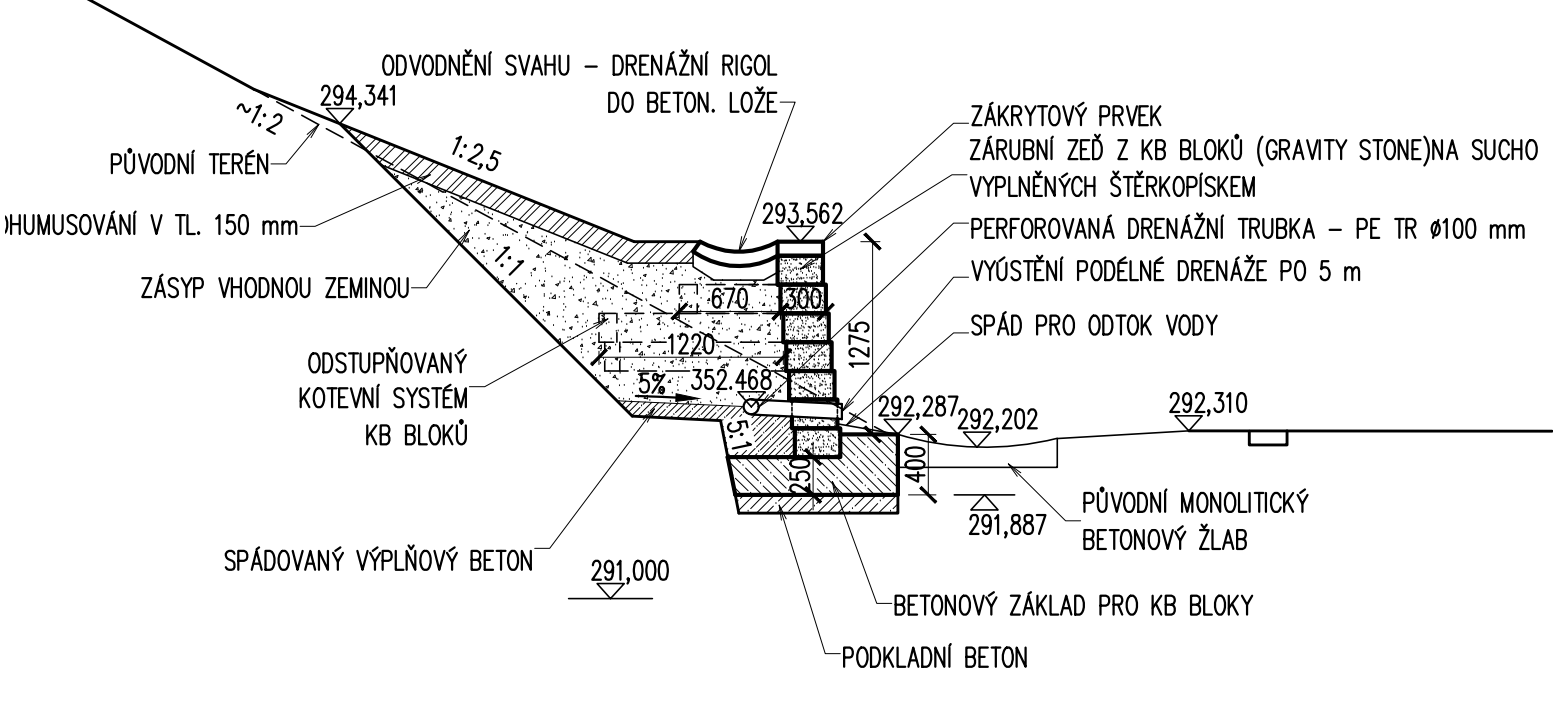 ODVODNĚNÍ SVAHU – DRENÁŽNÍ RIGOL
DO BETON. LOŽE
294,341
~1:2
PŮVODNÍ TERÉN
1:2,5
ZÁKRYTOVÝ PRVEK
ZÁRUBNÍ ZEĎ Z KB BLOKŮ (GRAVITY STONE)NA SUCHO
VYPLNĚNÝCH ŠTĚRKOPÍSKEM
293,562
HUMUSOVÁNÍ V TL. 150 mm
PERFOROVANÁ DRENÁŽNÍ TRUBKA – PE TR ø100 mm
1:1
VYÚSTĚNÍ PODÉLNÉ DRENÁŽE PO 5 m
ZÁSYP VHODNOU ZEMINOU
670
300
SPÁD PRO ODTOK VODY
1275
1220
ODSTUPŇOVANÝ
KOTEVNÍ SYSTÉM
KB BLOKŮ
5%
352.468
292,287
292,202
292,310
5:1
250
400
PŮVODNÍ MONOLITICKÝ
BETONOVÝ ŽLAB
291,887
SPÁDOVANÝ VÝPLŇOVÝ BETON
291,000
BETONOVÝ ZÁKLAD PRO KB BLOKY
PODKLADNÍ BETON